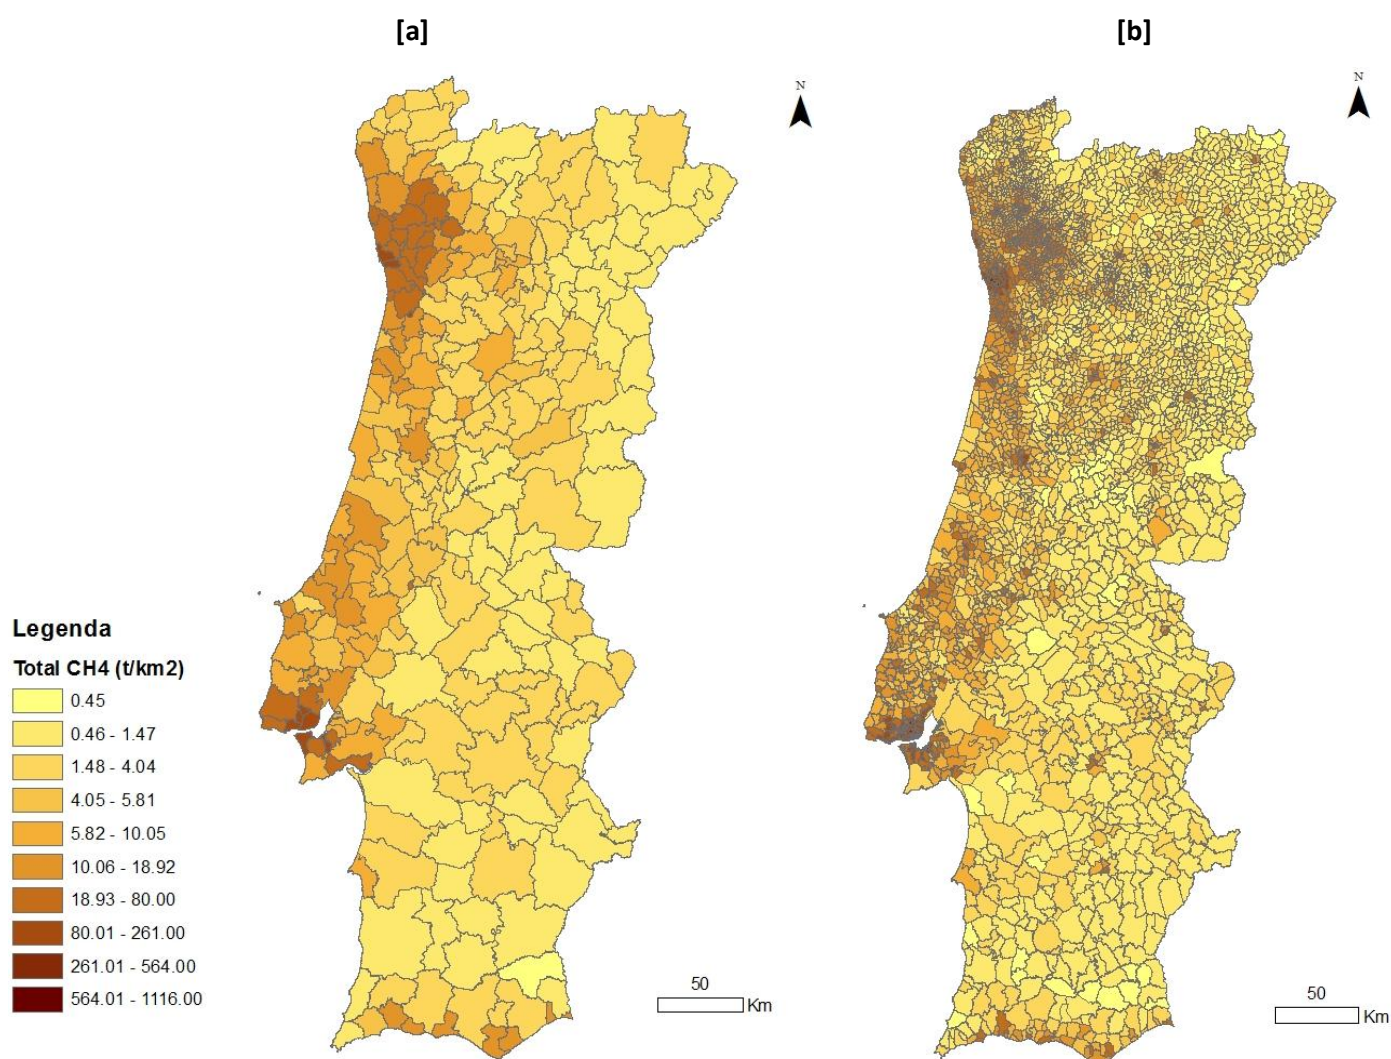 [a]
[b]
N
N
Legenda
Total CH4 (t/km2)
0.45
0.46 - 1.47
1.48 - 4.04
4.05 - 5.81
5.82 - 10.05
10.06 - 18.92
18.93 - 80.00
80.01 - 261.00
261.01 - 564.00
564.01 - 1116.00
50
Km
50
Km